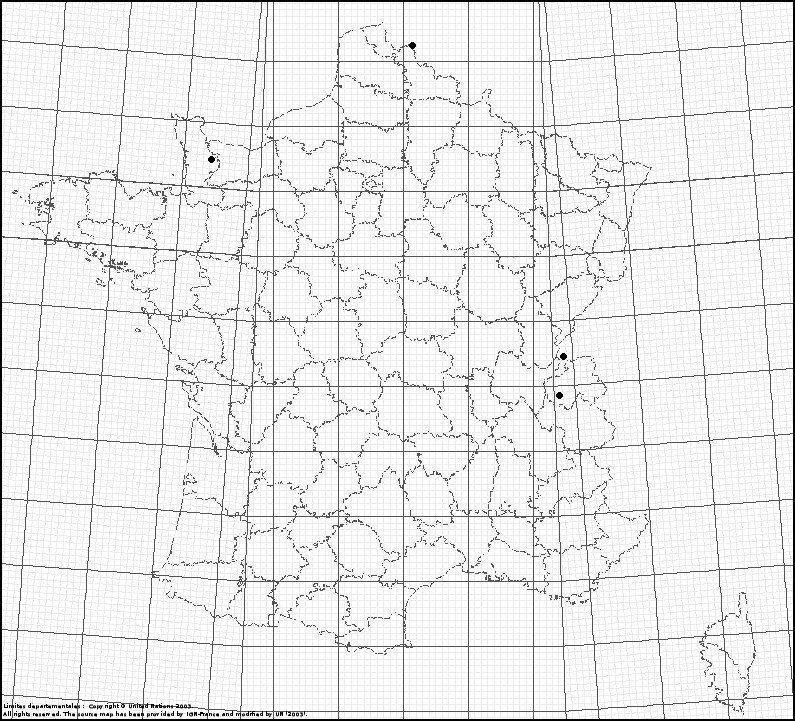 Limites departementales : Copyright © United Nations 2003
All rights reserved. The source map has been provided by IGN-France and modified by UN '2003'.